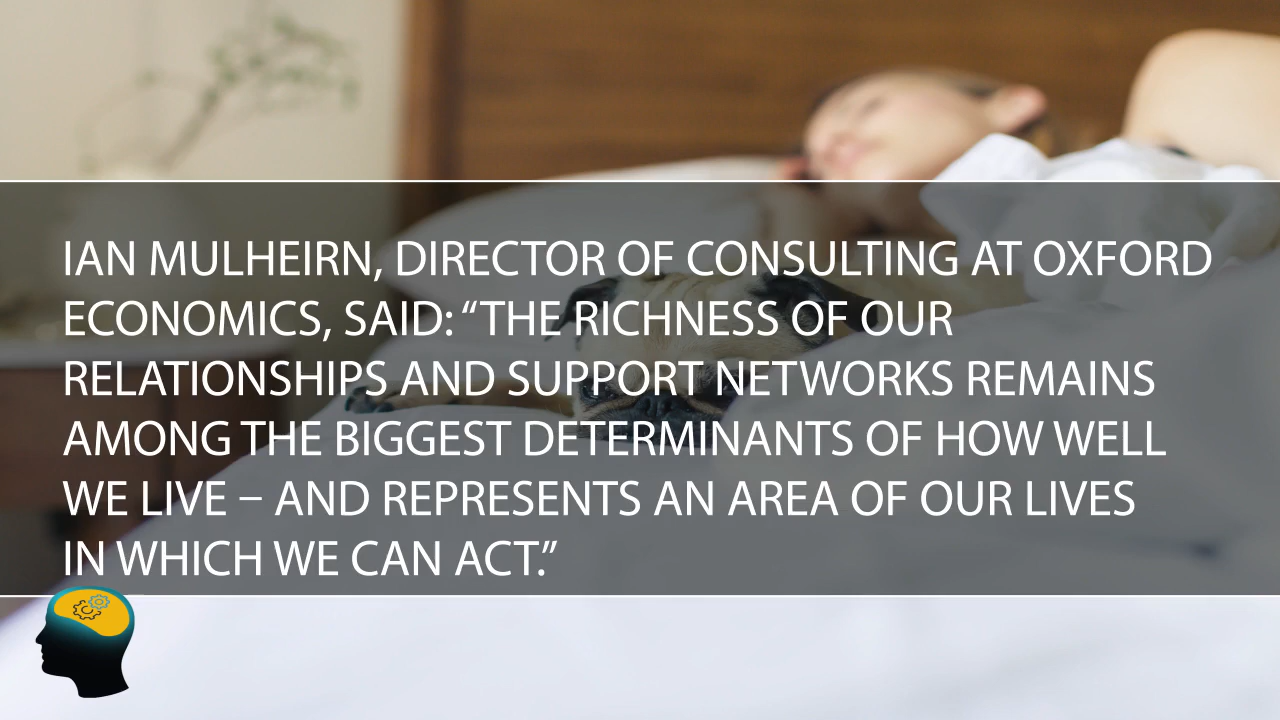 IAN MULHEIRN, DIRECTOR OF CONSULTING AT OXFORD
ECONOMICS, SAID: “THE RICHNESS OF OUR
RELATIONSHIPS AND SUPPORT NETWORKS REMAINS
AMONG THE BIGGEST DETERMINANTS OF HOW WELL
WE LIVE – AND REPRESENTS AN AREA OF OUR LIVES
IN WHICH WE CAN ACT.”